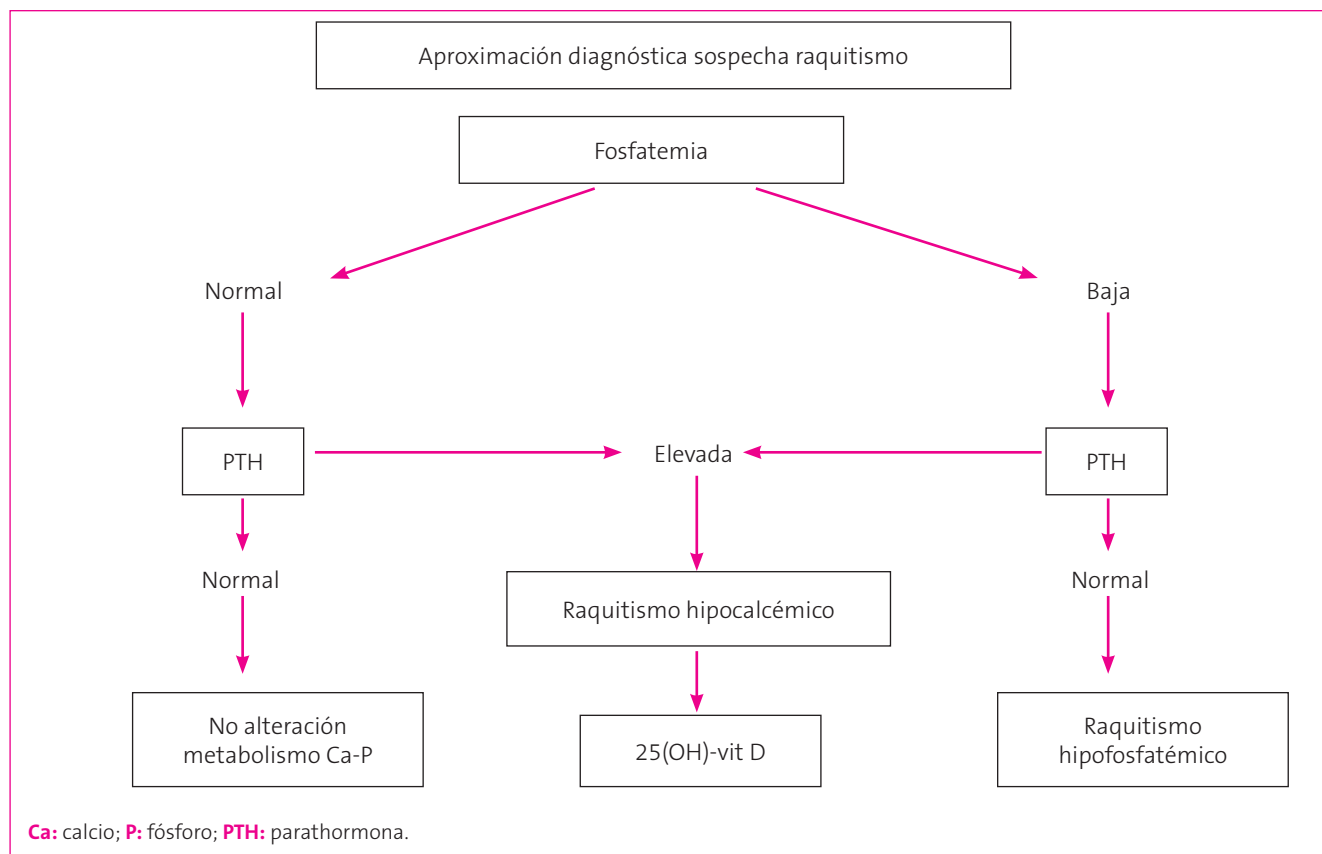 Aproximación diagnóstica sospecha raquitismo
Fosfatemia
Normal
Baja
PTH
Elevada
PTH
Normal
Raquitismo hipocalcémico
Normal
No alteración
metabolismo Ca-P
25(OH)-vit D
Raquitismo
hipofosfatémico
Ca: calcio; P: fósforo; PTH: parathormona.